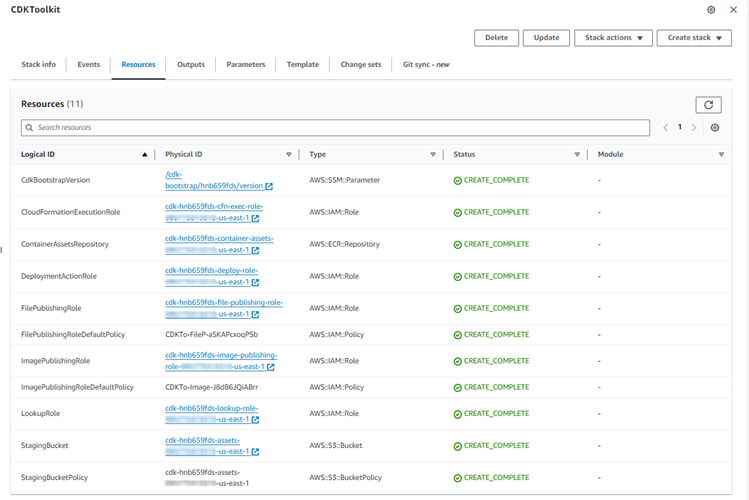 CDKToolkit
Delete Update Stack actions Create stack
Stack info Events Resources Outputs Parameters Template Change sets Git sync - new
Resources (11)
Search resources
1
Logical ID Physical ID Type Status Module
CdkBootstrapVersion /cdk-
bootstrap/hnb659fds/version AWS::SSM::Parameter CREATE_COMPLETE -
CloudFormationExecutionRole cdk-hnb659fds-cfn-exec-role-
-us-east-1 AWS::IAM::Role CREATE_COMPLETE -
ContainerAssetsRepository cdk-hnb659fds-container-assets-
-us-east-1 AWS::ECR::Repository CREATE_COMPLETE -
DeploymentActionRole cdk-hnb659fds-deploy-role-
-us-east-1 AWS::IAM::Role CREATE_COMPLETE -
FilePublishingRole cdk-hnb659fds-file-publishing-role-
-us-east-1 AWS::IAM::Role CREATE_COMPLETE -
FilePublishingRoleDefaultPolicy CDKTo-FileP-aSKAPcxoqPSb AWS::IAM::Policy CREATE_COMPLETE -
ImagePublishingRole cdk-hnb659fds-image-publishing-
role- -us-east-1 AWS::IAM::Role CREATE_COMPLETE -
ImagePublishingRoleDefaultPolicy CDKTo-Image-J8dB6JQiABrr AWS::IAM::Policy CREATE_COMPLETE -
LookupRole cdk-hnb659fds-lookup-role-
-us-east-1 AWS::IAM::Role CREATE_COMPLETE -
StagingBucket cdk-hnb659fds-assets-
-us-east-1 AWS::S3::Bucket CREATE_COMPLETE -
StagingBucketPolicy cdk-hnb659fds-assets-
-us-east-1 AWS::S3::BucketPolicy CREATE_COMPLETE -